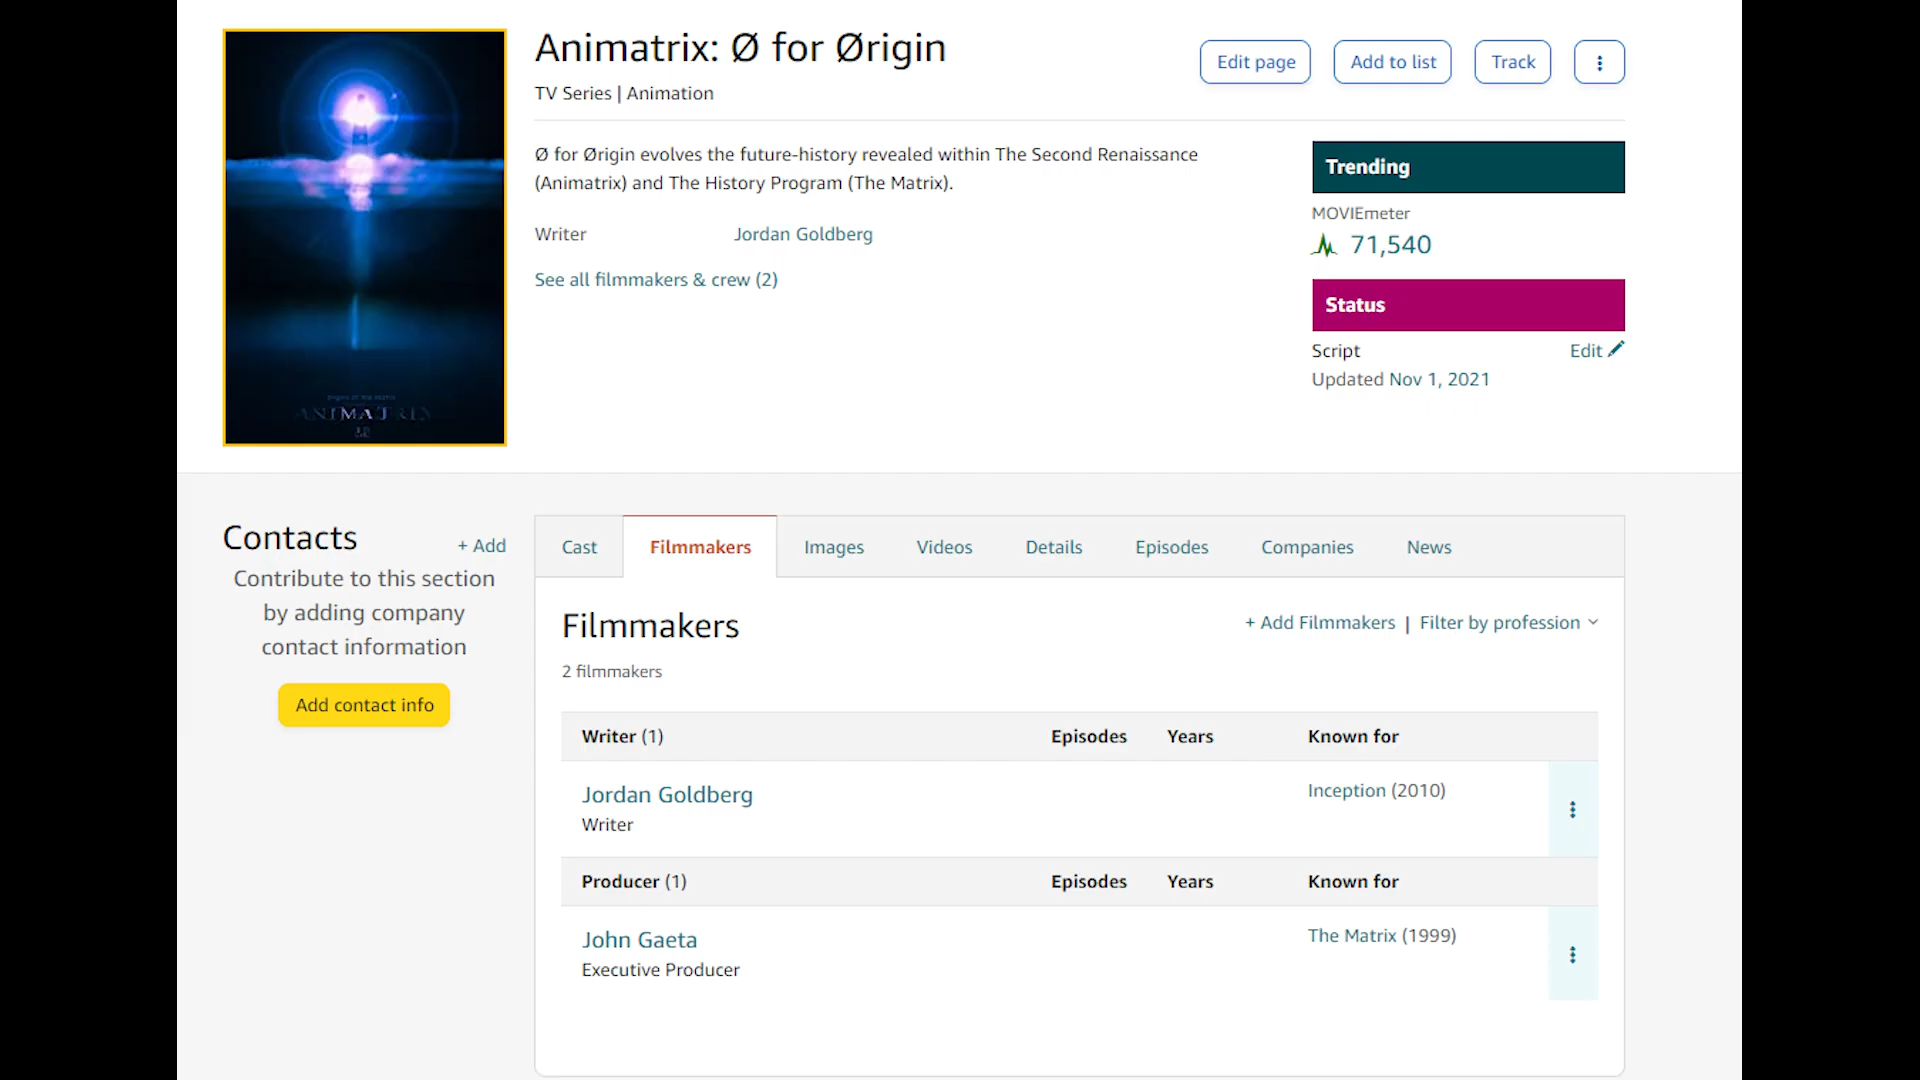 Animatrix: Ø for Ørigin
TV Series | Animation
Edit page
Add to list
Track
Ø for Ørigin evolves the future-history revealed within The Second Renaissance
(Animatrix) and The History Program (The Matrix).
Writer Jordan Goldberg
See all filmmakers & crew (2)
Trending
MOVIEmeter
71,540
Status
Script Edit
Updated Nov 1, 2021
ANIMATRIX
Contacts + Add
Contribute to this section
by adding company
contact information
Add contact info
Cast Filmmakers Images Videos Details Episodes Companies News
Filmmakers
+ Add Filmmakers | Filter by profession
2 filmmakers
Writer (1) Episodes Years Known for
Jordan Goldberg Inception (2010)
Writer
Producer (1) Episodes Years Known for
John Gaeta The Matrix (1999)
Executive Producer